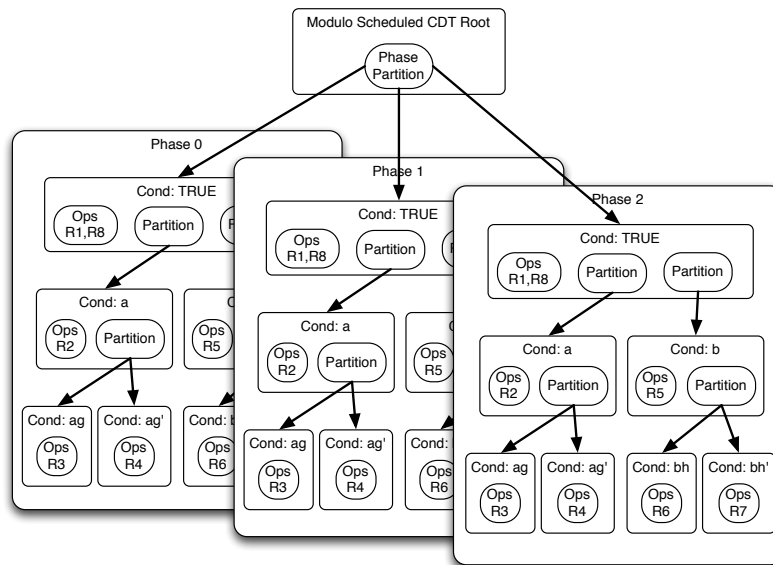 Modulo Scheduled CDT Root
Phase
Partition
Phase 0
Cond: TRUE
Ops
R1,R8
Partition
Cond: a
Ops
R2
Partition
Ops
R5
Cond: ag
Ops
R3
Cond: ag'
Ops
R4
Cond: b
Ops
R6
Phase 1
Cond: TRUE
Ops
R1,R8
Partition
Cond: a
Ops
R2
Partition
Ops
R5
Cond: ag
Ops
R3
Cond: ag'
Ops
R4
Cond:
Ops
R6
Phase 2
Cond: TRUE
Ops
R1,R8
Partition
Partition
Cond: a
Ops
R2
Partition
Cond: b
Ops
R5
Partition
Cond: ag
Ops
R3
Cond: ag'
Ops
R4
Cond: bh
Ops
R6
Cond: bh'
Ops
R7